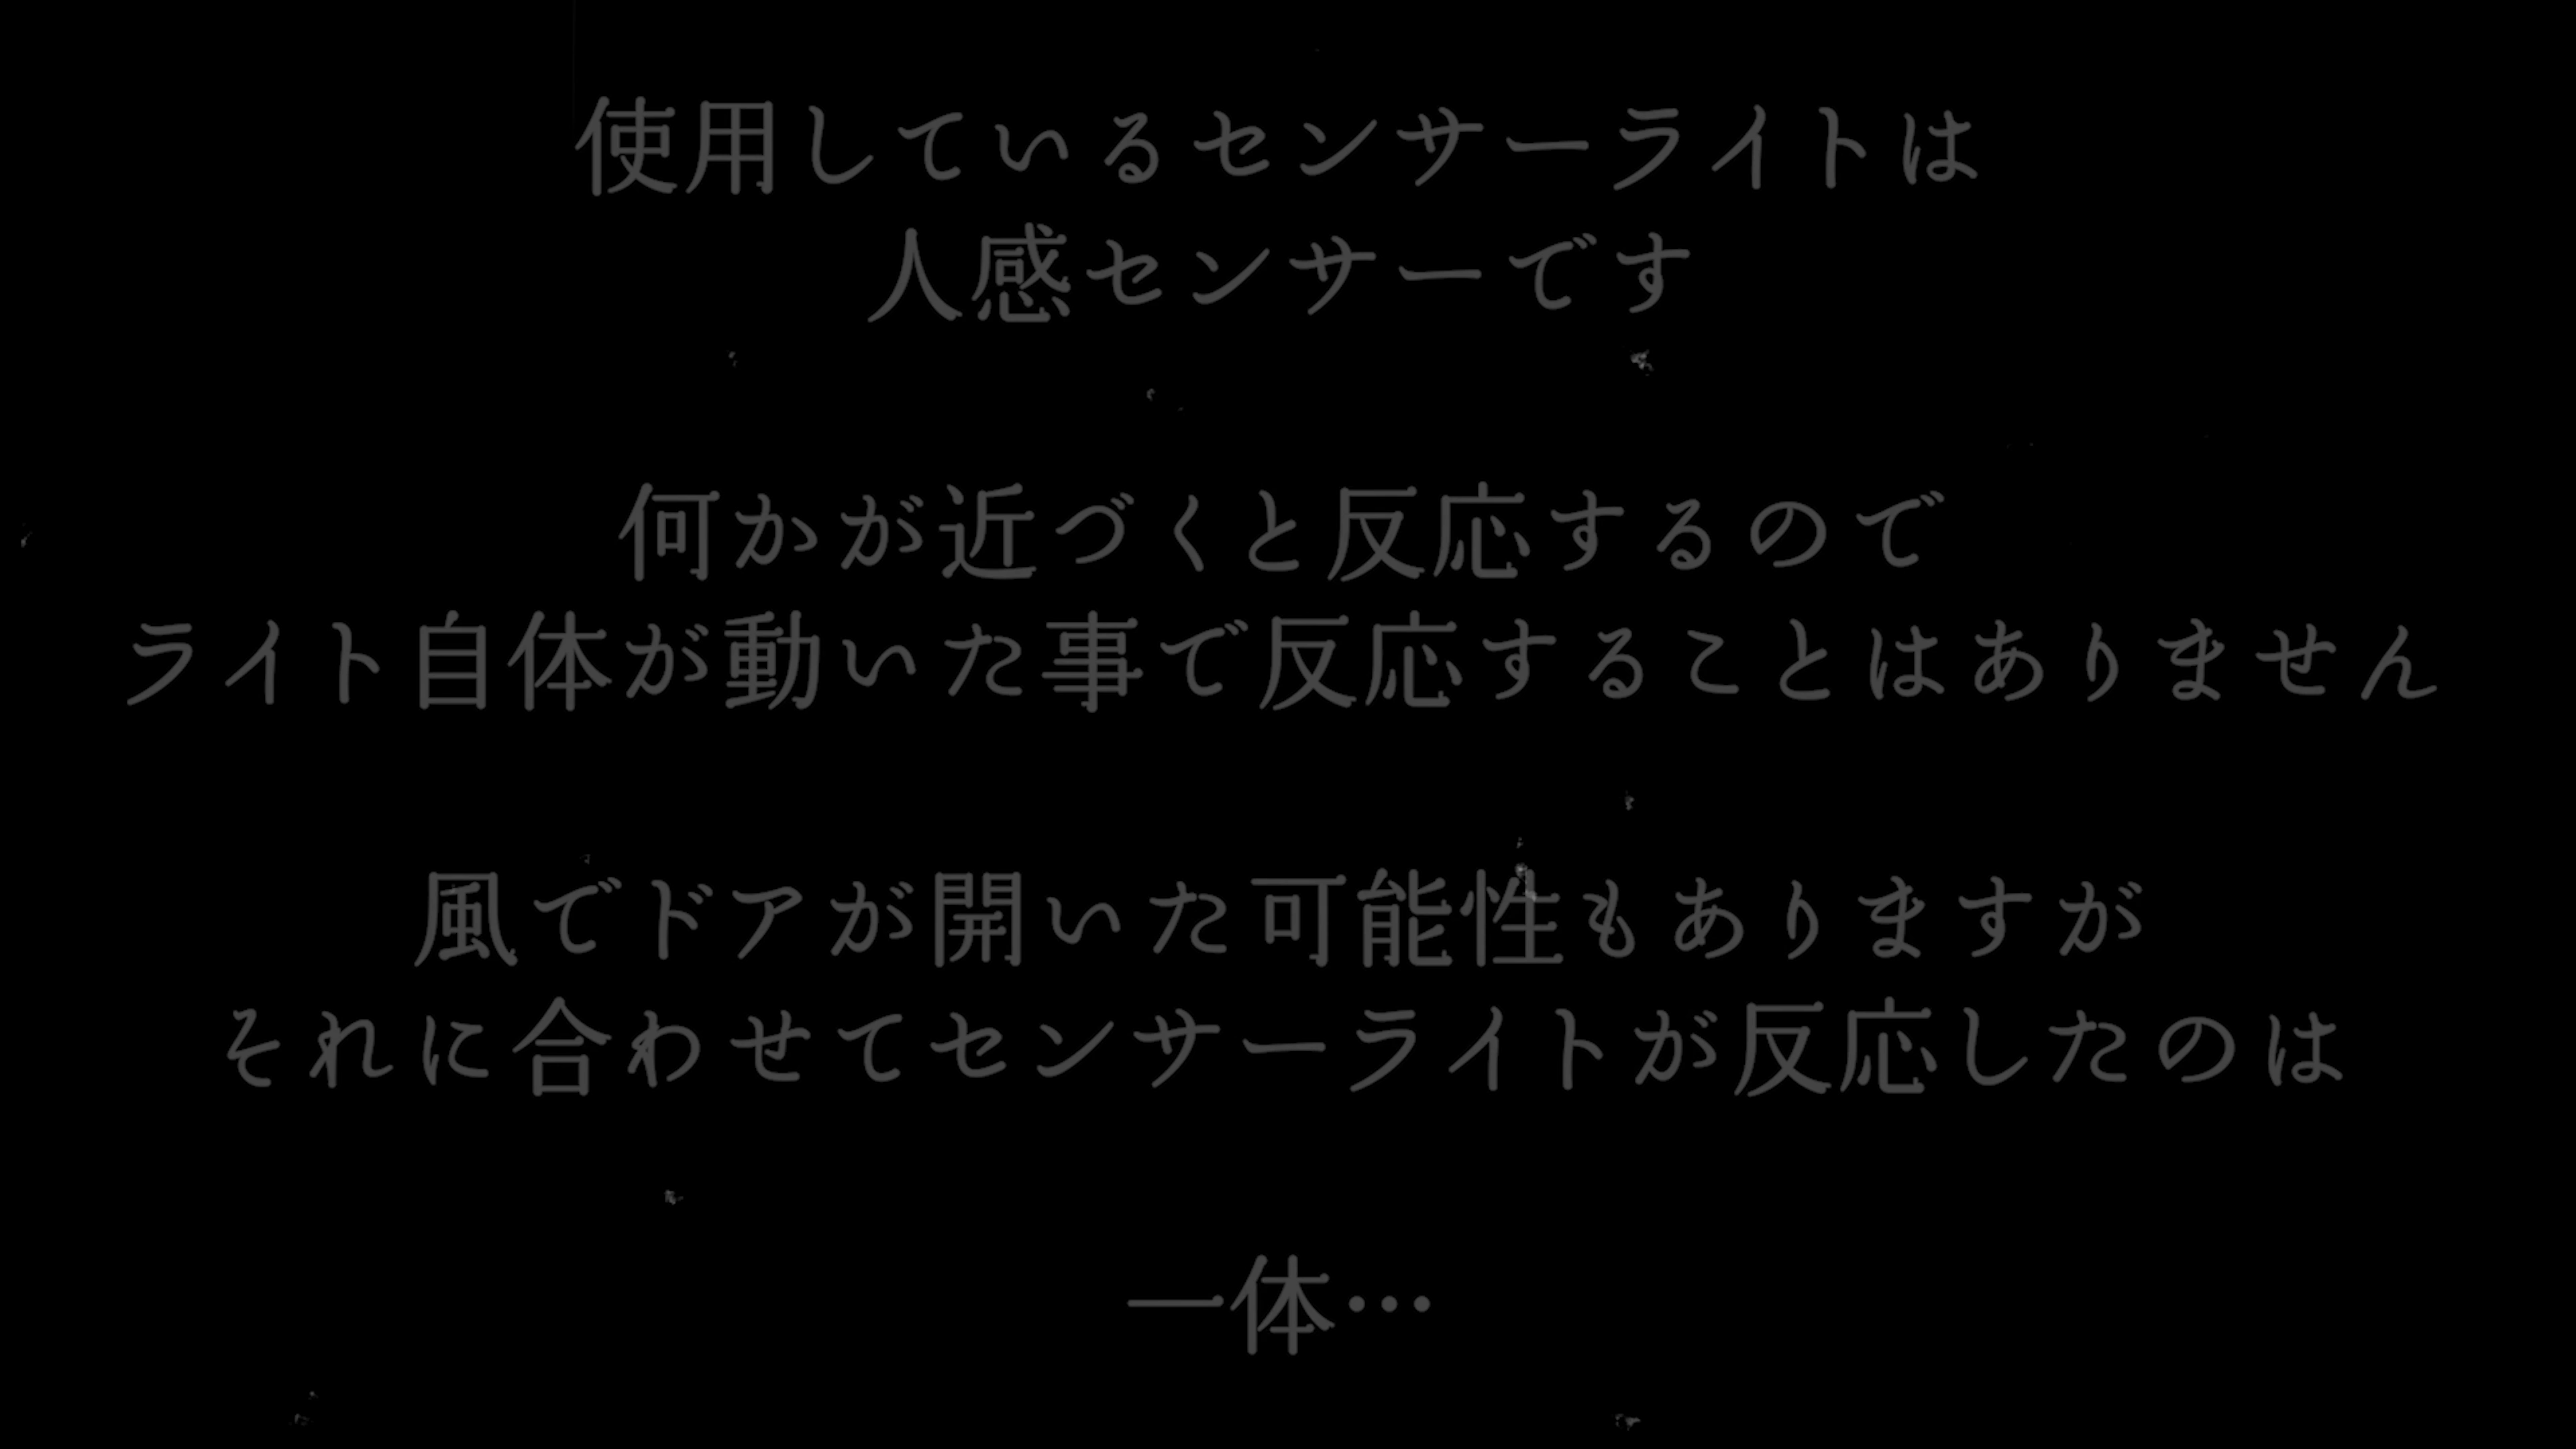 使用しているセンサーライトは
人感センサーです
何かが近づくと反応するので
ライト自体が動いた事で反応することはありません
風でドアが開いた可能性もありますが
それに合わせてセンサーライトが反応したのは
一体…